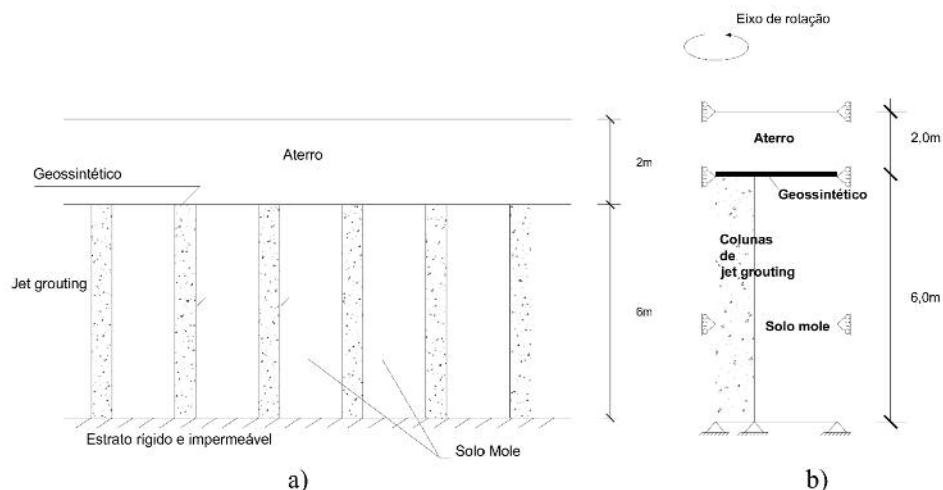 Geossintético
Aterro
2m
Jet grouting
6m
Estrato rígido e impermeável
Solo Mole
a)
Eixo de rotação
Aterro
2,0m
Geossintético
Colunas
de
jet grouting
6,0m
Solo mole
b)